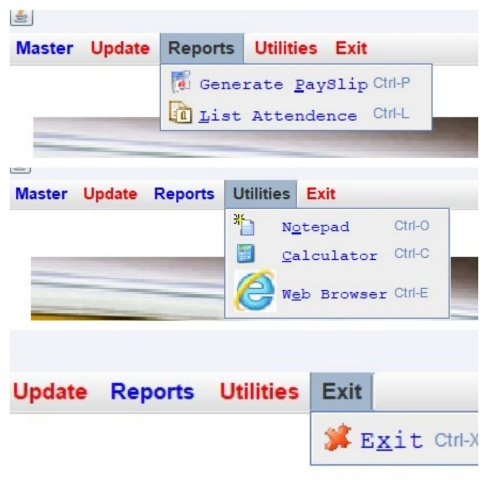 Master Update Reports Utilities Exit
Generate PaySlip Ctrl-P
List Attendence Ctrl-L
Master Update Reports Utilities Exit
Notepad Ctrl-O
Calculator Ctrl-C
Web Browser Ctrl-E
Update Reports Utilities Exit
Exit Ctrl-X